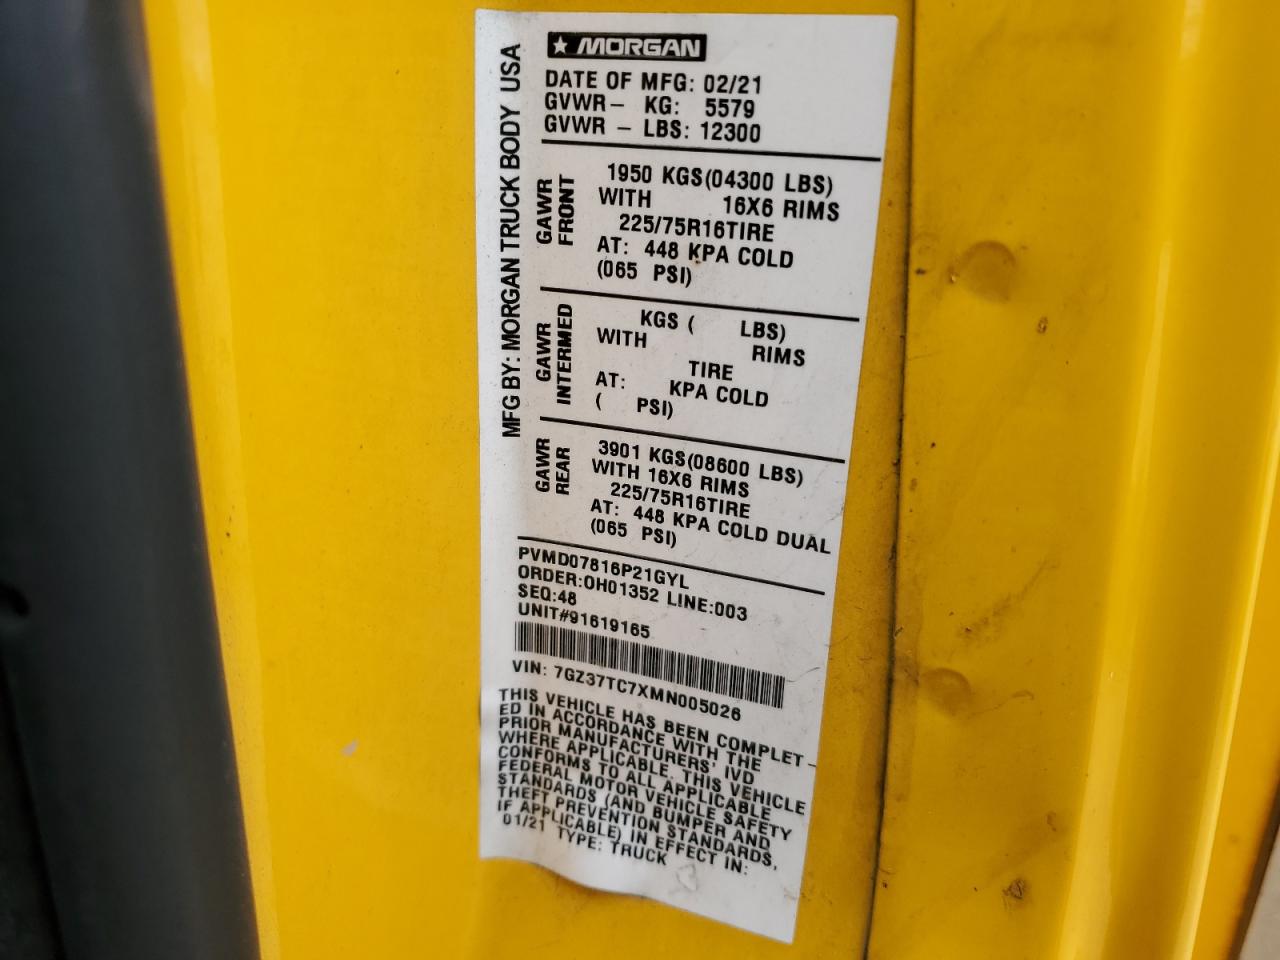 MORGAN
MFG BY: MORGAN TRUCK BODY USA
DATE OF MFG: 02/21
GVWR- KG: 5579
GVWR - LBS: 12300
GAWR
FRONT
1950 KGS(04300 LBS)
WITH 16X6 RIMS
225/75R16TIRE
AT: 448 KPA COLD
(065 PSI)
GAWR
INTERMED
KGS ( LBS)
WITH RIMS
TIRE
AT: KPA COLD
( PSI)
GAWR
REAR
3901 KGS(08600 LBS)
WITH 16X6 RIMS
225/75R16TIRE
AT: 448 KPA COLD DUAL
(065 PSI)
PVMD07816P21GYL
ORDER:OH01352 LINE:003
SEQ:48
UNIT#91619165
VIN: 7GZ37TC7XMN005026
THIS VEHICLE HAS BEEN COMPLET-
ED IN ACCORDANCE WITH THE
PRIOR MANUFACTURERS' IVD
WHERE APPLICABLE. THIS VEHICLE
CONFORMS TO ALL APPLICABLE
FEDERAL MOTOR VEHICLE SAFETY
STANDARDS (AND BUMPER AND
THEFT PREVENTION STANDARDS,
IF APPLICABLE) IN EFFECT IN:
01/21 TYPE: TRUCK